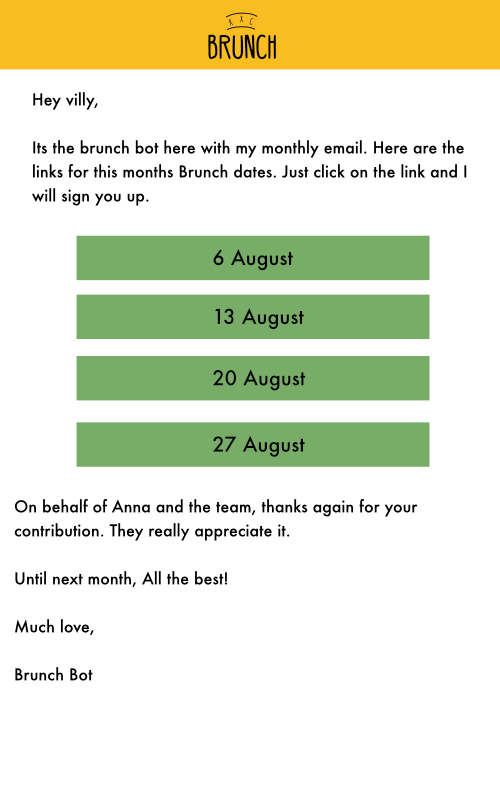 K X C
BRUNCH
Hey villy,
Its the brunch bot here with my monthly email. Here are the
links for this months Brunch dates. Just click on the link and I
will sign you up.
6 August
13 August
20 August
27 August
On behalf of Anna and the team, thanks again for your
contribution. They really appreciate it.
Until next month, All the best!
Much love,
Brunch Bot